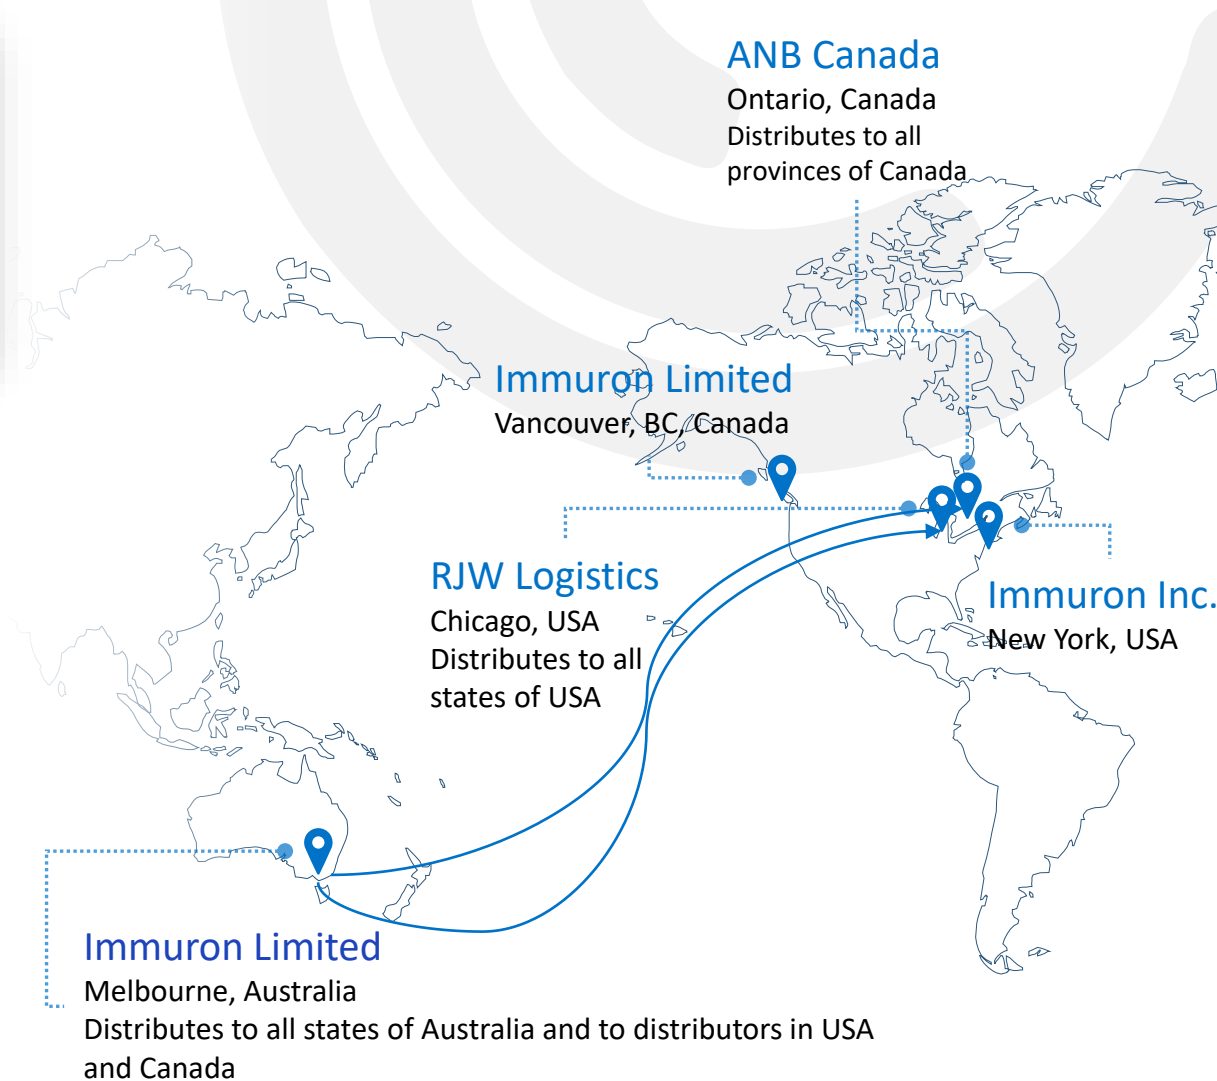 ANB Canada
Ontario, Canada
Distributes to all
provinces of Canada
Immuron Limited
Vancouver, BC, Canada
RJW Logistics
Chicago, USA
Distributes to all
states of USA
Immuron Inc.
New York, USA
Immuron Limited
Melbourne, Australia
Distributes to all states of Australia and to distributors in USA
and Canada